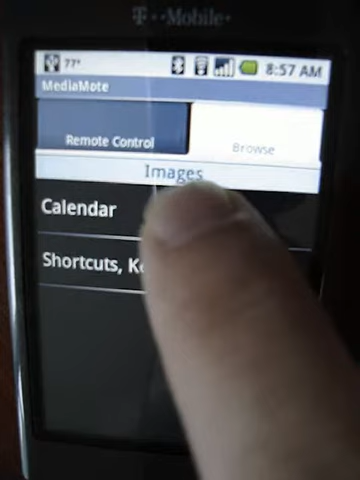 T··Mobile·
77° 8:57 AM
MediaMote
Remote Control Browse
Images
Calendar
Shortcuts,